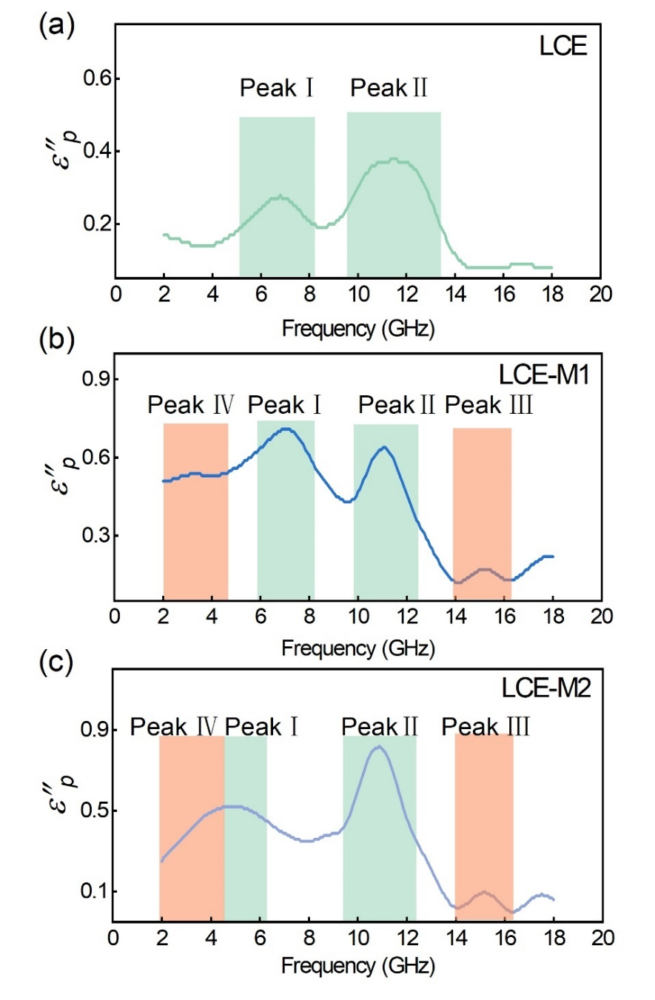 (a)
LCE
Peak Ⅰ Peak Ⅱ
0.6
0.4
0.2
ε″p
0 2 4 6 8 10 12 14 16 18 20
Frequency (GHz)
(b)
LCE-M1
Peak Ⅳ Peak Ⅰ Peak Ⅱ Peak Ⅲ
0.9
0.6
0.3
ε″p
0 2 4 6 8 10 12 14 16 18 20
Frequency (GHz)
(c)
LCE-M2
Peak Ⅳ Peak Ⅰ Peak Ⅱ Peak Ⅲ
0.9
0.5
0.1
ε″p
0 2 4 6 8 10 12 14 16 18 20
Frequency (GHz)